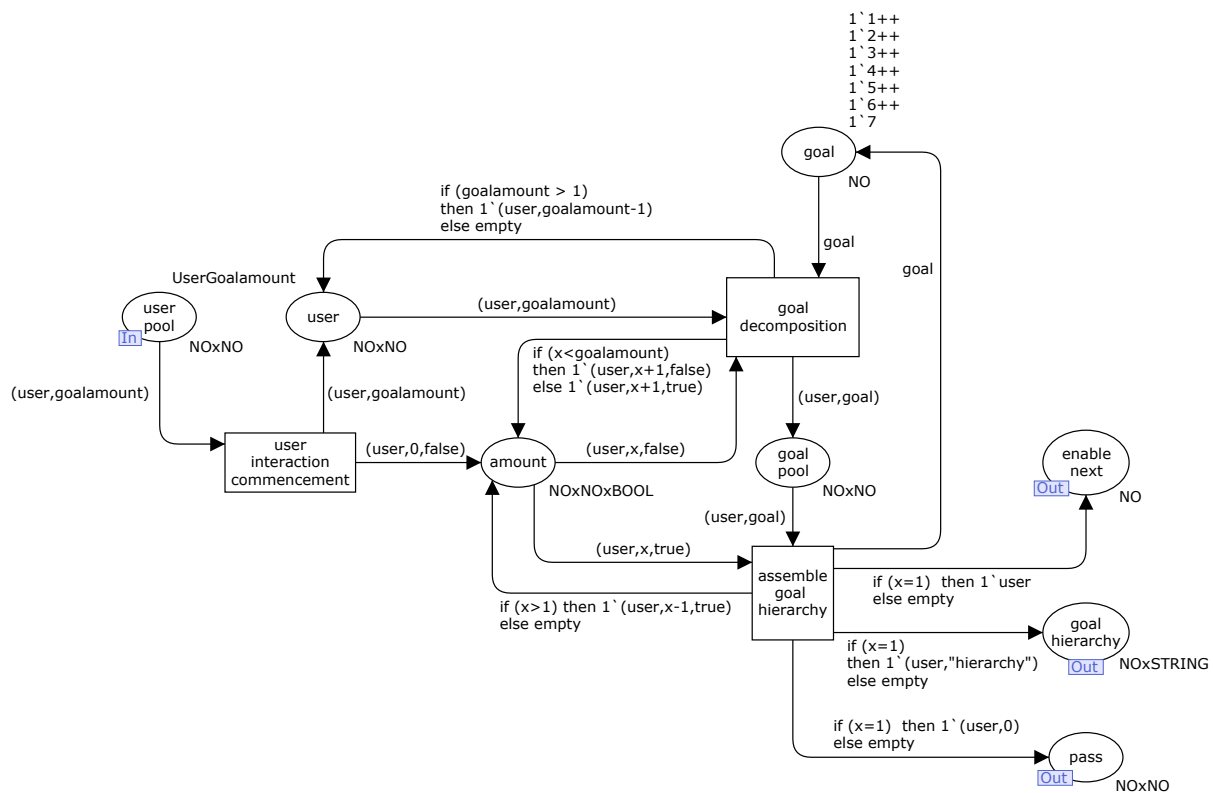 1`1++
1`2++
1`3++
1`4++
1`5++
1`6++
1`7
goal
NO
if (goalamount > 1)
then 1`(user,goalamount-1)
else empty
goal
goal
UserGoalamount
user
pool
In
NOxNO
user
NOxNO
(user,goalamount)
goal
decomposition
if (x<goalamount)
then 1`(user,x+1,false)
else 1`(user,x+1,true)
(user,goalamount)
(user,goalamount)
(user,goal)
user
interaction
commencement
(user,0,false)
amount
NOxNOxBOOL
(user,x,false)
goal
pool
NOxNO
enable
next
Out
NO
(user,goal)
(user,x,true)
assemble
goal
hierarchy
if (x>1) then 1`(user,x-1,true)
else empty
if (x=1)  then 1`user
else empty
goal
hierarchy
Out
NOxSTRING
if (x=1)
then 1`(user,"hierarchy")
else empty
if (x=1)  then 1`(user,0)
else empty
pass
Out
NOxNO